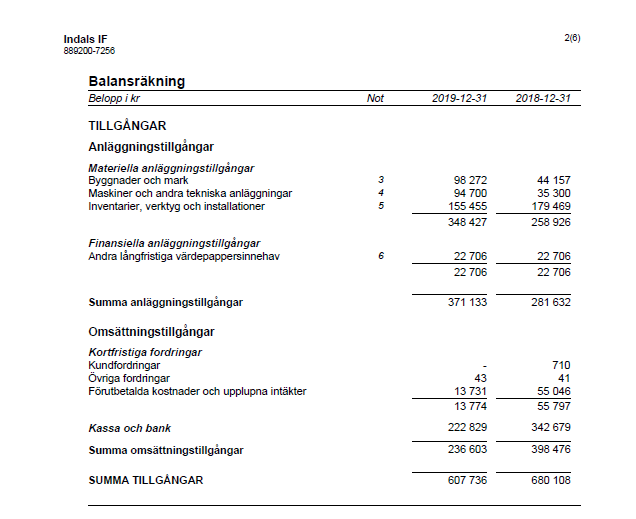 Indals IF 2(6)
889200-7256
Balansräkning
Belopp i kr Not 2019-12-31 2018-12-31
TILLGÅNGAR
Anläggningstillgångar
Materiella anläggningstillgångar
Byggnader och mark 3 98 272 44 157
Maskiner och andra tekniska anläggningar 4 94 700 35 300
Inventarier, verktyg och installationer 5 155 455 179 469
348 427 258 926
Finansiella anläggningstillgångar
Andra långfristiga värdepappersinnehav 6 22 706 22 706
22 706 22 706
Summa anläggningstillgångar 371 133 281 632
Omsättningstillgångar
Kortfristiga fordringar
Kundfordringar - 710
Övriga fordringar 43 41
Förutbetalda kostnader och upplupna intäkter 13 731 55 046
13 774 55 797
Kassa och bank 222 829 342 679
Summa omsättningstillgångar 236 603 398 476
SUMMA TILLGÅNGAR 607 736 680 108